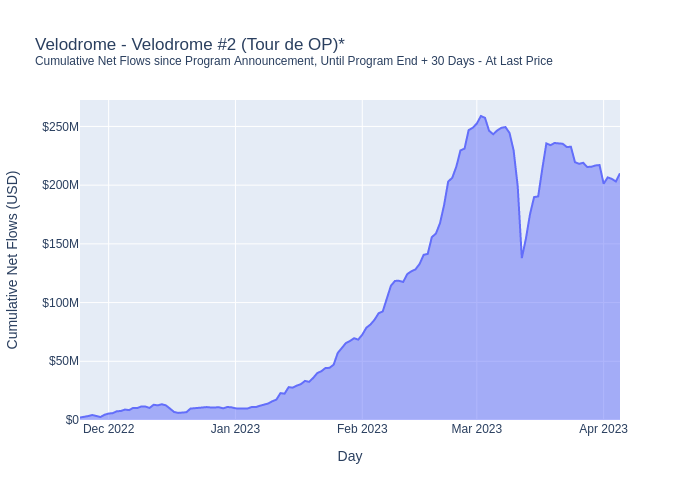 Velodrome - Velodrome #2 (Tour de OP)*
Cumulative Net Flows since Program Announcement, Until Program End + 30 Days - At Last Price
Cumulative Net Flows (USD)
$250M
$200M
$150M
$100M
$50M
$0
Dec 2022 Jan 2023 Feb 2023 Mar 2023 Apr 2023
Day